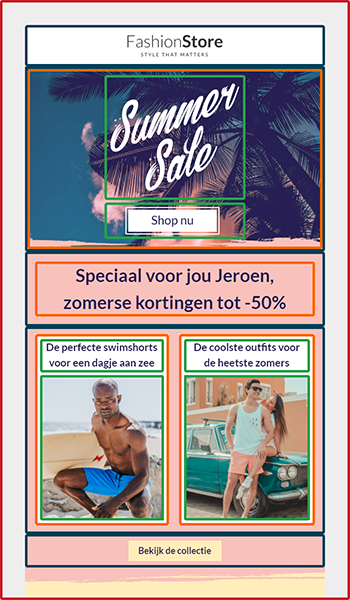 FashionStore
STYLE THAT MATTERS
Summer
Sale
Shop nu
Speciaal voor jou Jeroen,
zomerse kortingen tot -50%
De perfecte swimshorts
voor een dagje aan zee
De coolste outfits voor
de heetste zomers
Bekijk de collectie